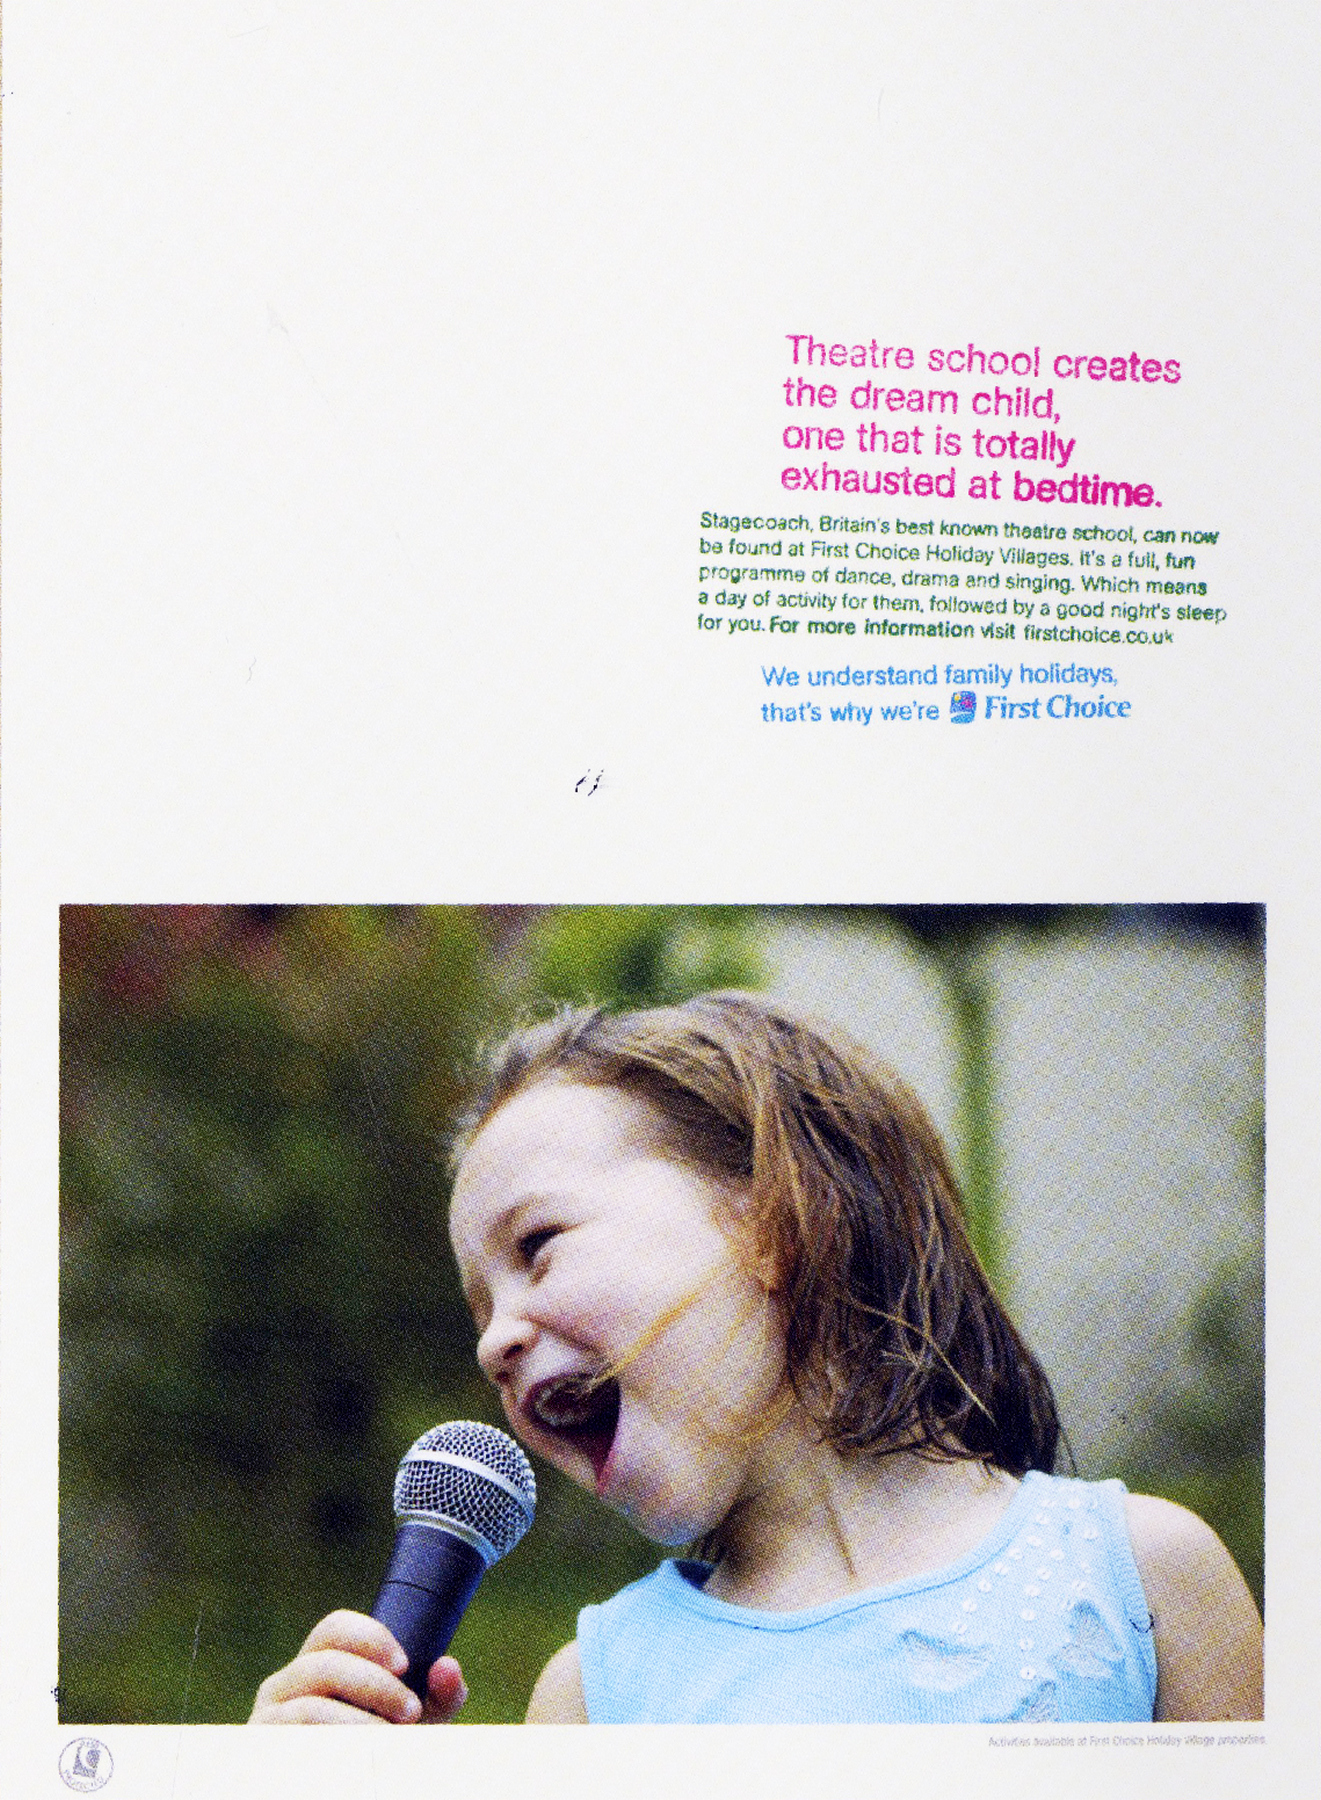 Theatre school creates
the dream child,
one that is totally
exhausted at bedtime.
Stagecoach, Britain's best known theatre school, can now
be found at First Choice Holiday Villages. It's a full, fun
programme of dance, drama and singing. Which means
a day of activity for them, followed by a good night's sleep
for you. For more information visit firstchoice.co.uk
We understand family holidays,
that's why we're First Choice
Activities available at First Choice Holiday Village properties.